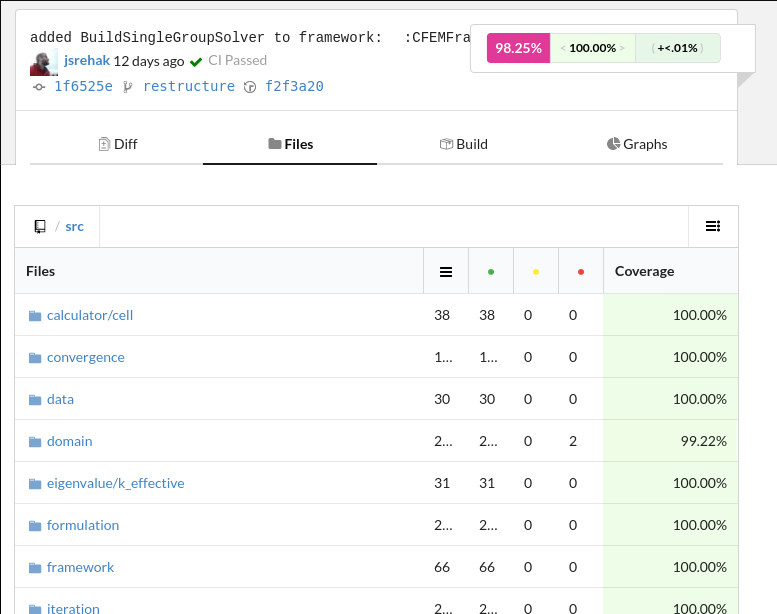 added BuildSingleGroupSolver to framework: :CFEMFra
98.25% < 100.00% > ( +<.01% )
jsrehak 12 days ago CI Passed
1f6525e restructure f2f3a20
Diff Files Build Graphs
/ src
Files Coverage
calculator/cell 38 38 0 0 100.00%
convergence 1... 1... 0 0 100.00%
data 30 30 0 0 100.00%
domain 2... 2... 0 2 99.22%
eigenvalue/k_effective 31 31 0 0 100.00%
formulation 2... 2... 0 0 100.00%
framework 66 66 0 0 100.00%
iteration 2... 2... 0 0 100.00%